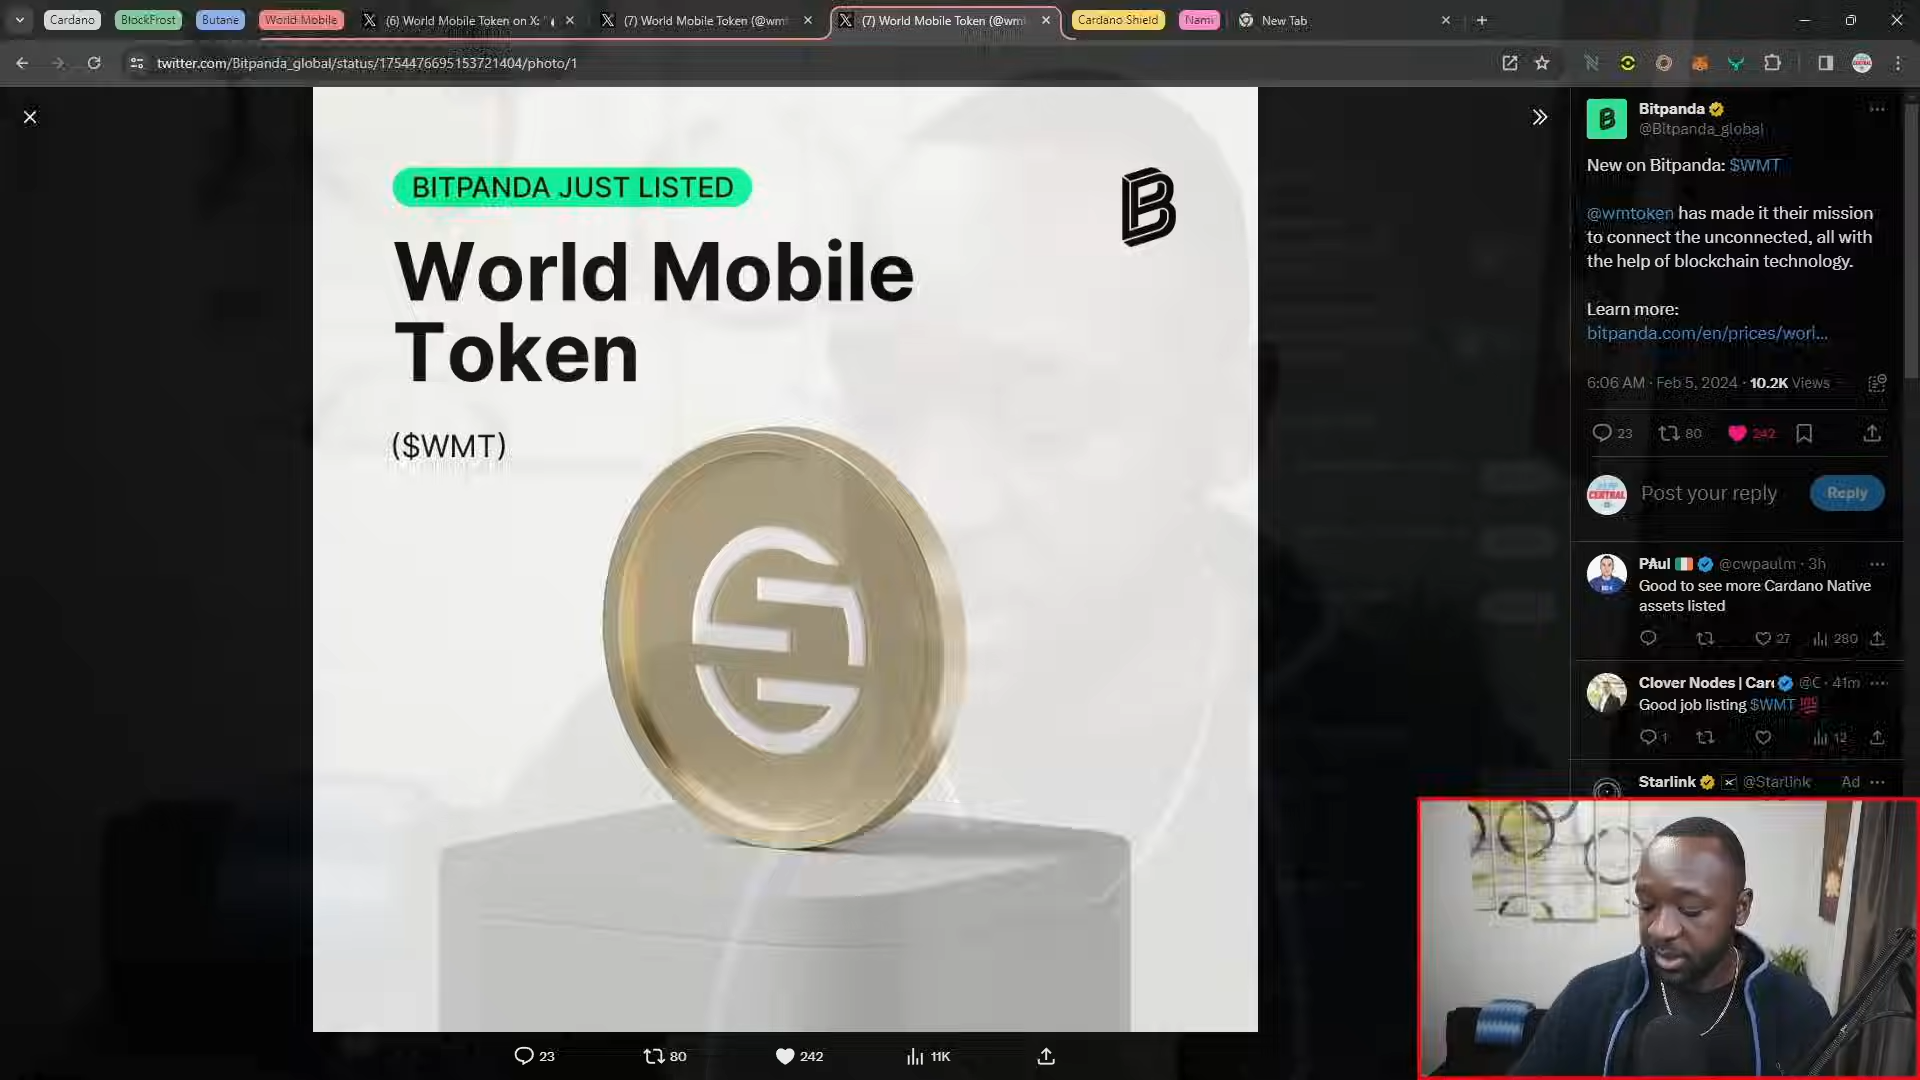 Cardano
BlockFrost
Butane
World Mobile
(6) World Mobile Token on X: "
(7) World Mobile Token (@wmt
(7) World Mobile Token (@wmt
Cardano Shield
Nami
New Tab
twitter.com/Bitpanda_global/status/1754476695153721404/photo/1
BITPANDA JUST LISTED
World Mobile
Token
($WMT)
23
80
242
11K
Bitpanda
@Bitpanda_global
New on Bitpanda: $WMT
@wmtoken has made it their mission
to connect the unconnected, all with
the help of blockchain technology.
Learn more:
bitpanda.com/en/prices/worl...
6:06 AM · Feb 5, 2024 · 10.2K Views
23
80
242
CENTRAL
Post your reply
Reply
PAul @cwpaulm · 3h
Good to see more Cardano Native
assets listed
27
280
Clover Nodes | Car @C · 41m
Good job listing $WMT 💯
1
12
Starlink @Starlink Ad